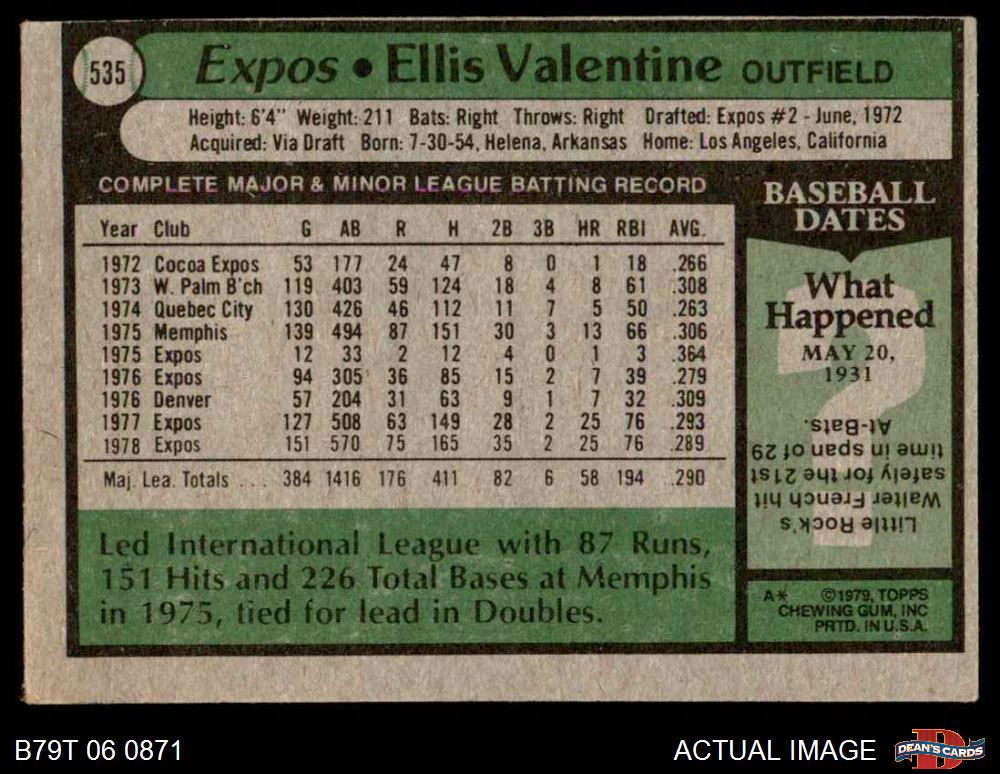 535
Expos • Ellis Valentine OUTFIELD
Height: 6'4" Weight: 211 Bats: Right Throws: Right Drafted: Expos #2 - June, 1972
Acquired: Via Draft Born: 7-30-54, Helena, Arkansas Home: Los Angeles, California
COMPLETE MAJOR & MINOR LEAGUE BATTING RECORD
Year Club G AB R H 2B 3B HR RBI AVG.
1972 Cocoa Expos 53 177 24 47 8 0 1 18 .266
1973 W. Palm B'ch 119 403 59 124 18 4 8 61 .308
1974 Quebec City 130 426 46 112 11 7 5 50 .263
1975 Memphis 139 494 87 151 30 3 13 66 .306
1975 Expos 12 33 2 12 4 0 1 3 .364
1976 Expos 94 305 36 85 15 2 7 39 .279
1976 Denver 57 204 31 63 9 1 7 32 .309
1977 Expos 127 508 63 149 28 2 25 76 .293
1978 Expos 151 570 75 165 35 2 25 76 .289
Maj. Lea. Totals . . . 384 1416 176 411 82 6 58 194 .290
Led International League with 87 Runs,
151 Hits and 226 Total Bases at Memphis
in 1975, tied for lead in Doubles.
BASEBALL
DATES
What
Happened
MAY 20,
1931
?
Little Rock's
Walter French hit
safely for the 21st
time in span of 29
At-Bats.
A* ©1979, TOPPS
CHEWING GUM, INC
PRTD. IN U.S.A.
B79T 06 0871
ACTUAL IMAGE
DEAN'S CARDS